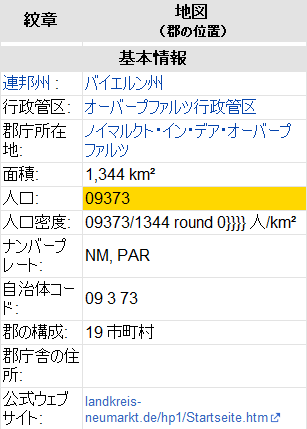 紋章 地図
（郡の位置）
基本情報
連邦州： バイエルン州
行政管区: オーバープファルツ行政管区
郡庁所在 ノイマルクト・イン・デア・オーバープ
地: ファルツ
面積: 1,344 km²
人口: 09373
人口密度: 09373/1344 round 0}}}} 人/km²
ナンバープ
レート: NM, PAR
自治体コー
ド: 09 3 73
郡の構成: 19 市町村
郡庁舎の住
所:
公式ウェブ landkreis-
サイト: neumarkt.de/hp1/Startseite.htm